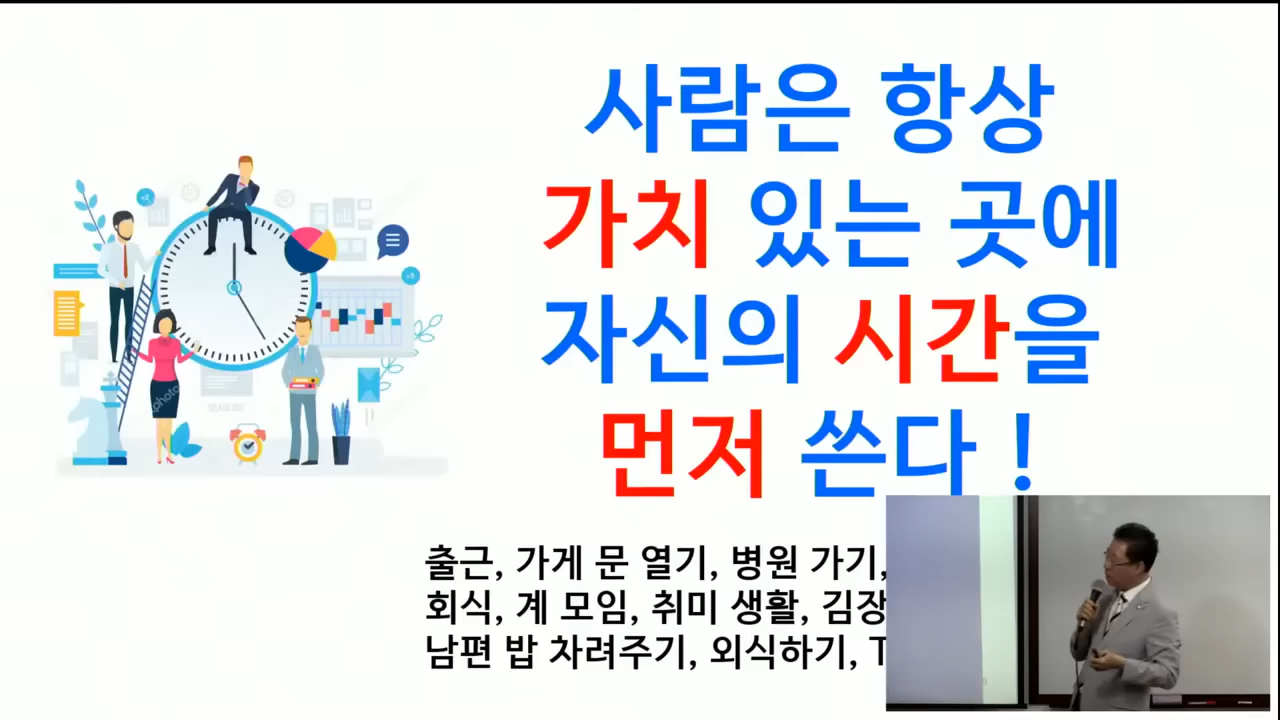 사람은 항상
가치 있는 곳에
자신의 시간을
먼저 쓴다 !
출근, 가게 문 열기, 병원 가기,
회식, 계 모임, 취미 생활, 김장
남편 밥 차려주기, 외식하기, T
HEADLINE
photo